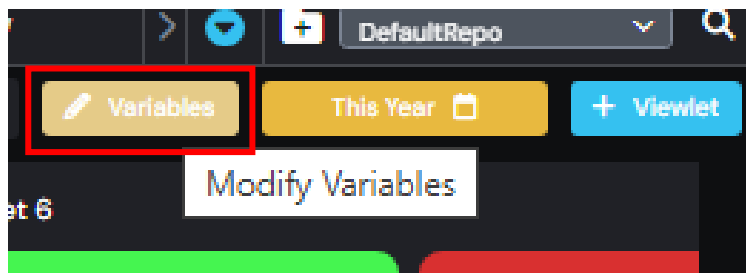 DefaultRepo
Variables
This Year
+ Viewlet
Modify Variables
et 6